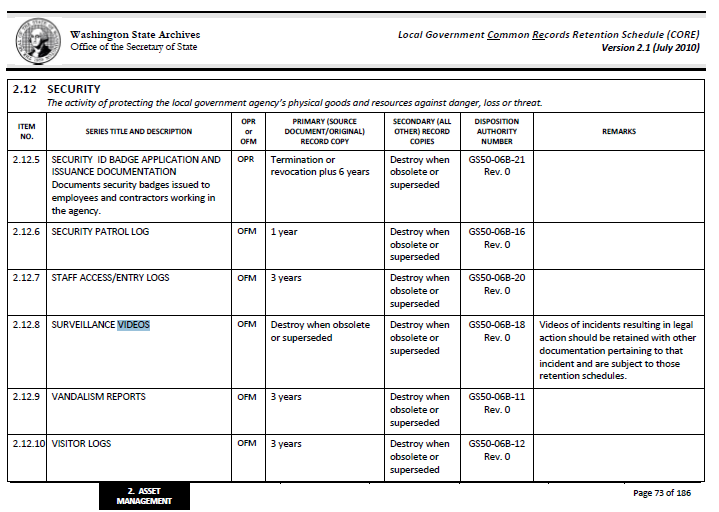 Washington State Archives
Office of the Secretary of State
Local Government Common Records Retention Schedule (CORE)
Version 2.1 (July 2010)
2.12 SECURITY
The activity of protecting the local government agency's physical goods and resources against danger, loss or threat.
ITEM NO.
SERIES TITLE AND DESCRIPTION
OPR or OFM
PRIMARY (SOURCE DOCUMENT/ORIGINAL) RECORD COPY
SECONDARY (ALL OTHER) RECORD COPIES
DISPOSITION AUTHORITY NUMBER
REMARKS
2.12.5
SECURITY ID BADGE APPLICATION AND
ISSUANCE DOCUMENTATION
Documents security badges issued to
employees and contractors working in
the agency.
OPR
Termination or
revocation plus 6 years
Destroy when
obsolete or
superseded
GS50-06B-21
Rev. 0
2.12.6
SECURITY PATROL LOG
OFM
1 year
Destroy when
obsolete or
superseded
GS50-06B-16
Rev. 0
2.12.7
STAFF ACCESS/ENTRY LOGS
OFM
3 years
Destroy when
obsolete or
superseded
GS50-06B-20
Rev. 0
2.12.8
SURVEILLANCE VIDEOS
OFM
Destroy when obsolete
or superseded
Destroy when
obsolete or
superseded
GS50-06B-18
Rev. 0
Videos of incidents resulting in legal
action should be retained with other
documentation pertaining to that
incident and are subject to those
retention schedules.
2.12.9
VANDALISM REPORTS
OFM
3 years
Destroy when
obsolete or
superseded
GS50-06B-11
Rev. 0
2.12.10
VISITOR LOGS
OFM
3 years
Destroy when
obsolete or
superseded
GS50-06B-12
Rev. 0
2. ASSET
MANAGEMENT
Page 73 of 186